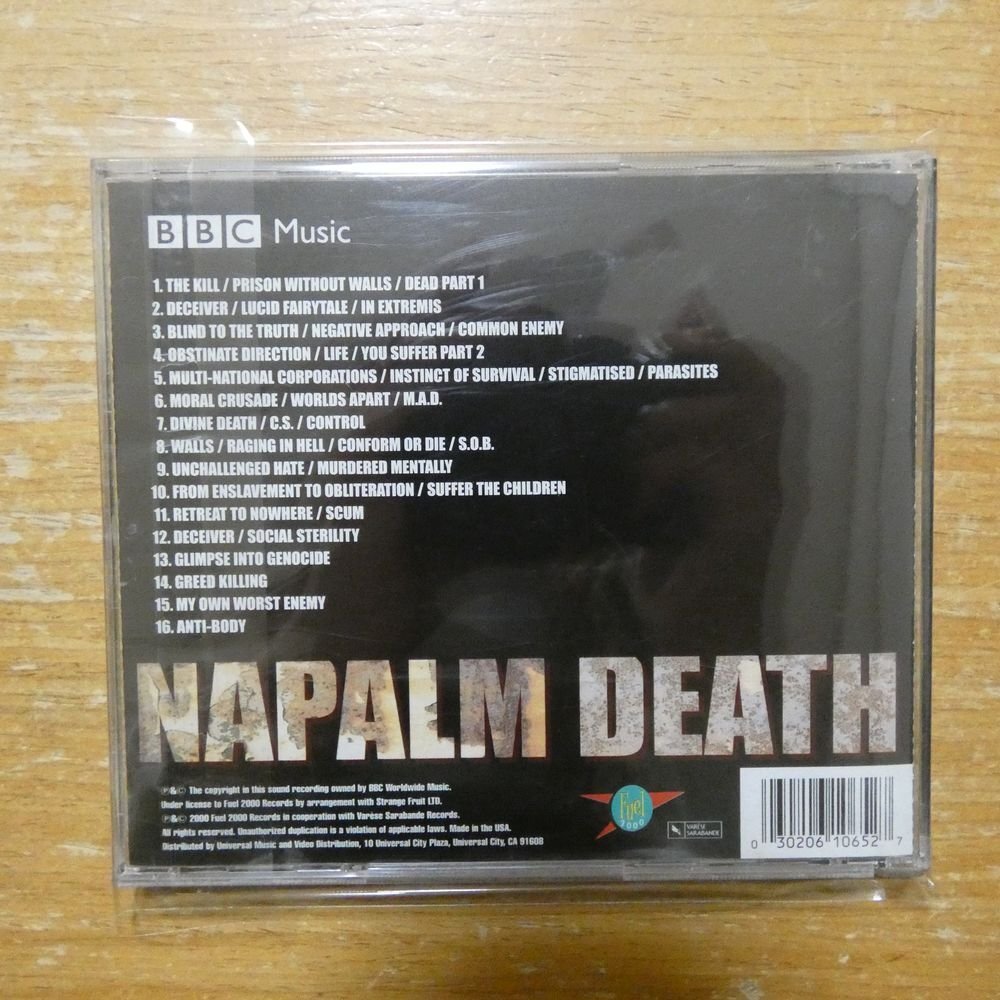 BBC Music
1. THE KILL / PRISON WITHOUT WALLS / DEAD PART 1
2. DECEIVER / LUCID FAIRYTALE / IN EXTREMIS
3. BLIND TO THE TRUTH / NEGATIVE APPROACH / COMMON ENEMY
4. OBSTINATE DIRECTION / LIFE / YOU SUFFER PART 2
5. MULTI-NATIONAL CORPORATIONS / INSTINCT OF SURVIVAL / STIGMATISED / PARASITES
6. MORAL CRUSADE / WORLDS APART / M.A.D.
7. DIVINE DEATH / C.S. / CONTROL
8. WALLS / RAGING IN HELL / CONFORM OR DIE / S.O.B.
9. UNCHALLENGED HATE / MURDERED MENTALLY
10. FROM ENSLAVEMENT TO OBLITERATION / SUFFER THE CHILDREN
11. RETREAT TO NOWHERE / SCUM
12. DECEIVER / SOCIAL STERILITY
13. GLIMPSE INTO GENOCIDE
14. GREED KILLING
15. MY OWN WORST ENEMY
16. ANTI-BODY
NAPALM DEATH
℗&© The copyright in this sound recording owned by BBC Worldwide Music.
Under license to Fuel 2000 Records by arrangement with Strange Fruit LTD.
℗&© 2000 Fuel 2000 Records in cooperation with Varèse Sarabande Records.
All rights reserved. Unauthorized duplication is a violation of applicable laws. Made in the USA.
Distributed by Universal Music and Video Distribution, 10 Universal City Plaza, Universal City, CA 91608
Fuel
2000
VARÈSE
SARABANDE
0 30206 10652 7